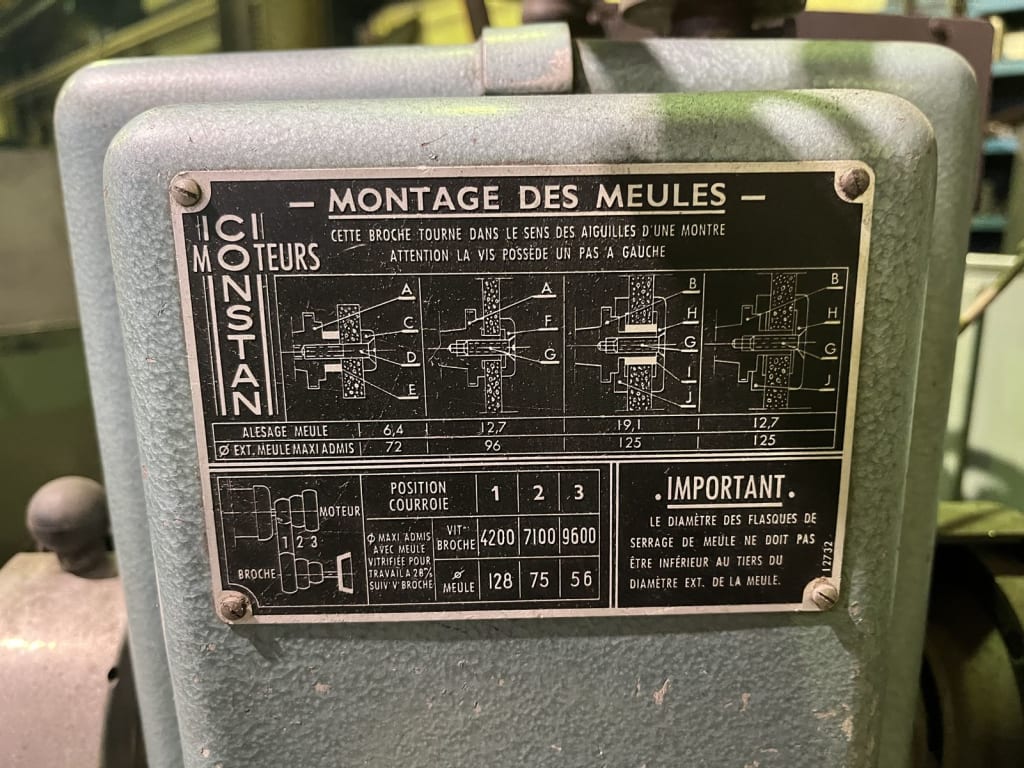 — MONTAGE DES MEULES —
CETTE BROCHE TOURNE DANS LE SENS DES AIGUILLES D'UNE MONTRE
ATTENTION LA VIS POSSÈDE UN PAS A GAUCHE
MOTEURS
CONSTAN
A C D E
A F G
B H G I J
B H G J
ALESAGE MEULE 6,4 12,7 19,1 12,7
Ø EXT. MEULE MAXI ADMIS 72 96 125 125
MOTEUR
1 2 3
BROCHE
POSITION COURROIE 1 2 3
Ø MAXI ADMIS
AVEC MEULE
VITRIFIÉE POUR
TRAVAIL A 28%
SUIV' V' BROCHE
VIT. BROCHE 4200 7100 9600
Ø MEULE 128 75 56
. IMPORTANT .
LE DIAMÈTRE DES FLASQUES DE
SERRAGE DE MEULE NE DOIT PAS
ÊTRE INFÉRIEUR AU TIERS DU
DIAMÈTRE EXT. DE LA MEULE.
12732